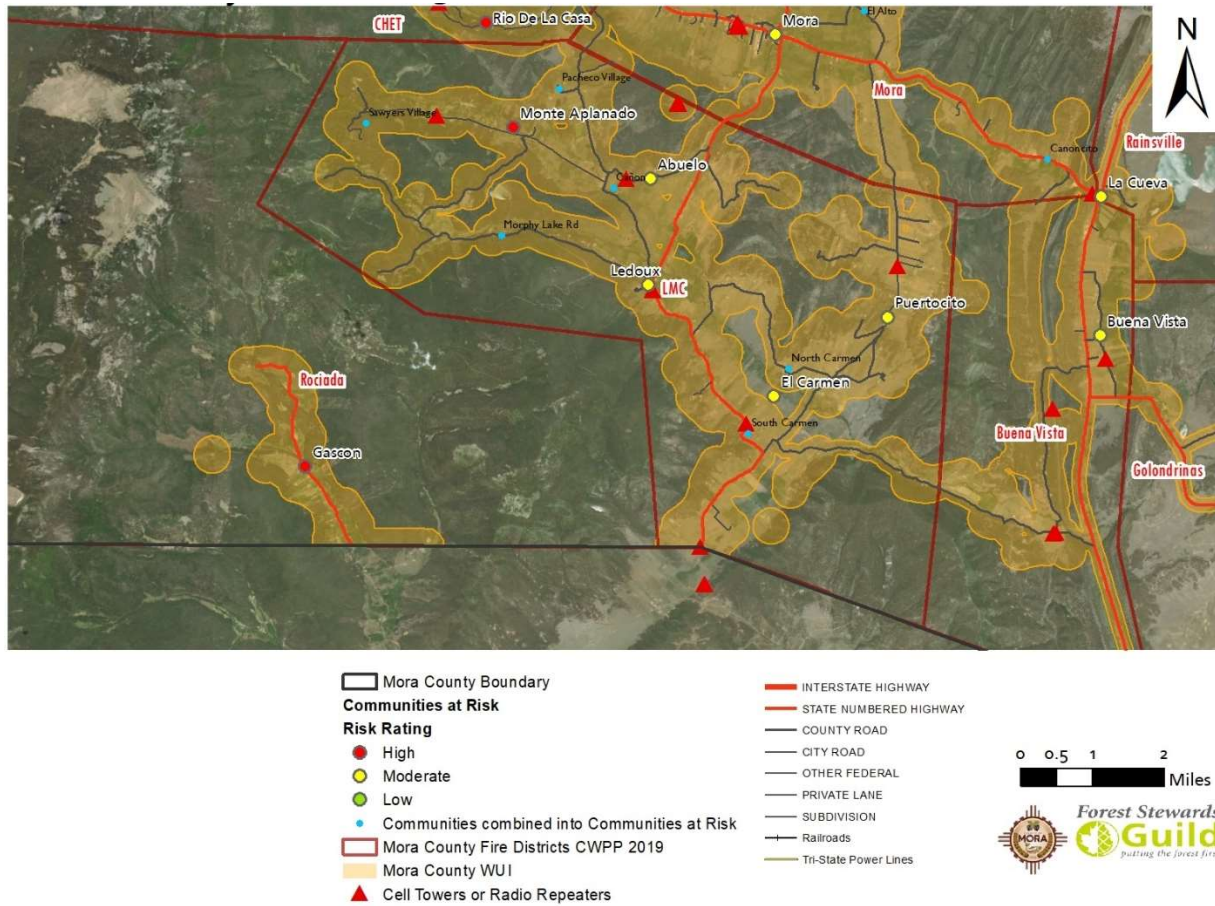 CHET
Rio De La Casa
Mora
El Alto
N
Pacheco Village
Mora
Sawyers Village
Monte Aplanado
Rainsville
Canoncito
Abuelo
La Cueva
Morphy Lake Rd
Ledoux
LMC
Puertocito
Buena Vista
Rociada
North Carmen
El Carmen
South Carmen
Buena Vista
Gascon
Golondrinas
Mora County Boundary
Communities at Risk
Risk Rating
High
Moderate
Low
Communities combined into Communities at Risk
Mora County Fire Districts CWPP 2019
Mora County WUI
Cell Towers or Radio Repeaters
INTERSTATE HIGHWAY
STATE NUMBERED HIGHWAY
COUNTY ROAD
CITY ROAD
OTHER FEDERAL
PRIVATE LANE
SUBDIVISION
Railroads
Tri-State Power Lines
0 0.5 1 2
Miles
MORA
Forest Stewards
Guild
putting the forest first